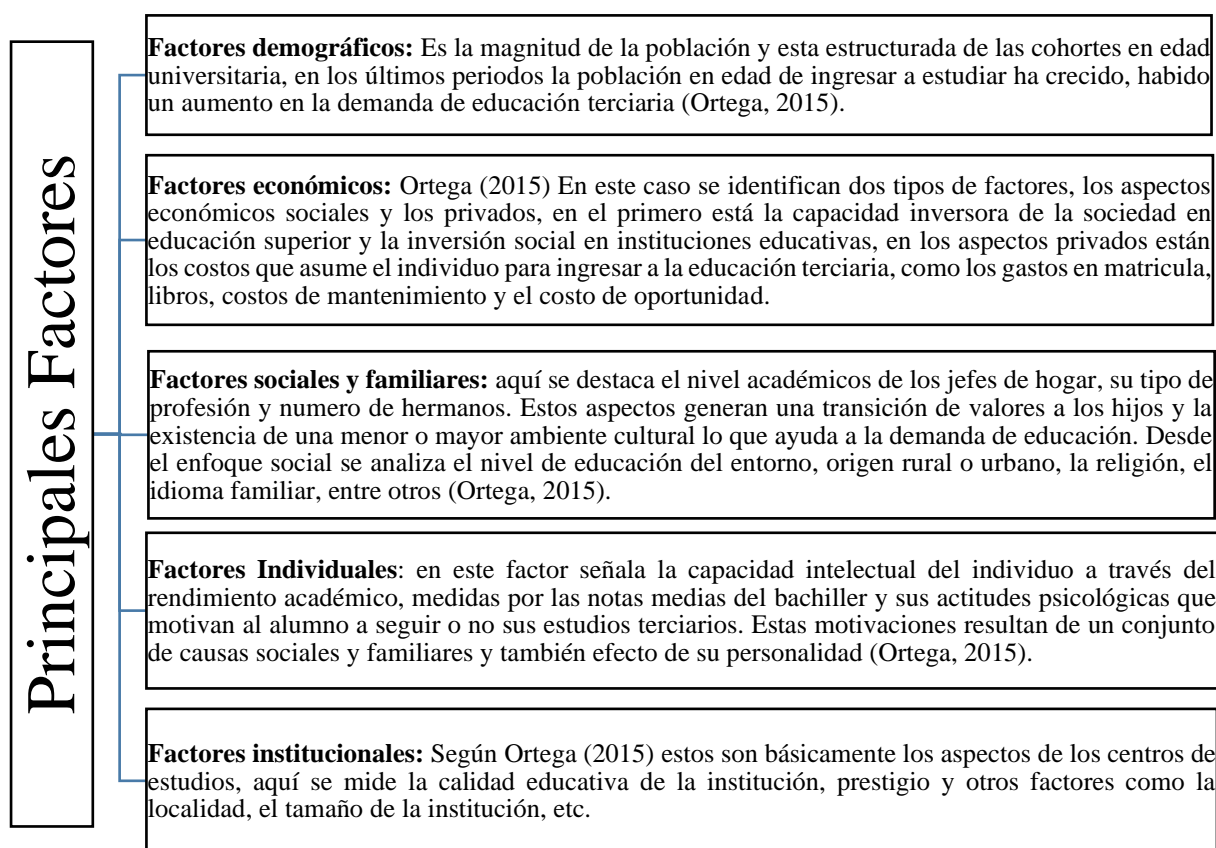 Principales Factores
Factores demográficos: Es la magnitud de la población y esta estructurada de las cohortes en edad
universitaria, en los últimos periodos la población en edad de ingresar a estudiar ha crecido, habido
un aumento en la demanda de educación terciaria (Ortega, 2015).
Factores económicos: Ortega (2015) En este caso se identifican dos tipos de factores, los aspectos
económicos sociales y los privados, en el primero está la capacidad inversora de la sociedad en
educación superior y la inversión social en instituciones educativas, en los aspectos privados están
los costos que asume el individuo para ingresar a la educación terciaria, como los gastos en matricula,
libros, costos de mantenimiento y el costo de oportunidad.
Factores sociales y familiares: aquí se destaca el nivel académicos de los jefes de hogar, su tipo de
profesión y numero de hermanos. Estos aspectos generan una transición de valores a los hijos y la
existencia de una menor o mayor ambiente cultural lo que ayuda a la demanda de educación. Desde
el enfoque social se analiza el nivel de educación del entorno, origen rural o urbano, la religión, el
idioma familiar, entre otros (Ortega, 2015).
Factores Individuales: en este factor señala la capacidad intelectual del individuo a través del
rendimiento académico, medidas por las notas medias del bachiller y sus actitudes psicológicas que
motivan al alumno a seguir o no sus estudios terciarios. Estas motivaciones resultan de un conjunto
de causas sociales y familiares y también efecto de su personalidad (Ortega, 2015).
Factores institucionales: Según Ortega (2015) estos son básicamente los aspectos de los centros de
estudios, aquí se mide la calidad educativa de la institución, prestigio y otros factores como la
localidad, el tamaño de la institución, etc.